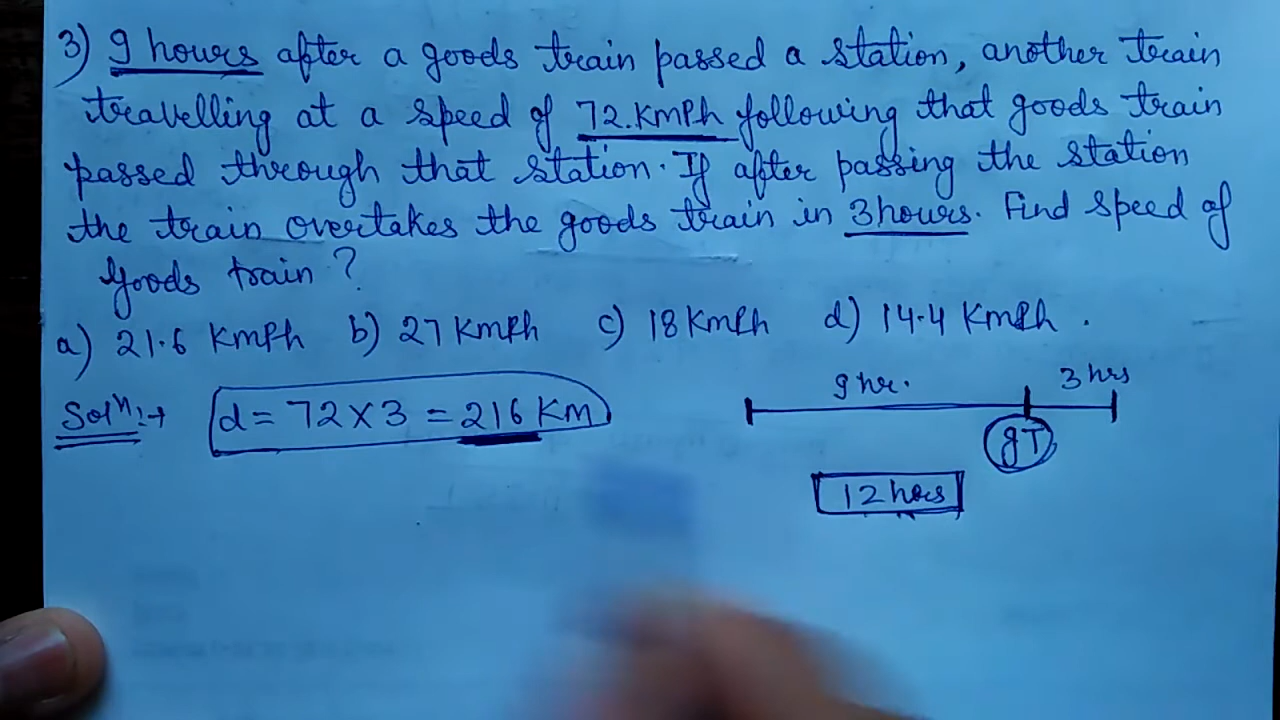 3) 9 hours after a goods train passed a station, another train
travelling at a speed of 72.KMPh following that goods train
passed through that station. If after passing the station
the train overtakes the goods train in 3 hours. Find speed of
goods train ?
a) 21.6 KMPh b) 27 KMPh c) 18 KMPh d) 14.4 KMPh .
9 hr. 3 hrs
Solⁿ:→ d = 72 × 3 = 216 KM
gT
12 hrs